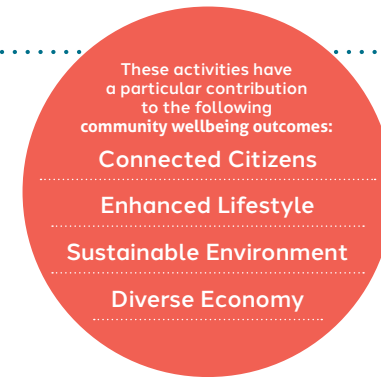 These activities have
a particular contribution
to the following
community wellbeing outcomes:
Connected Citizens
Enhanced Lifestyle
Sustainable Environment
Diverse Economy